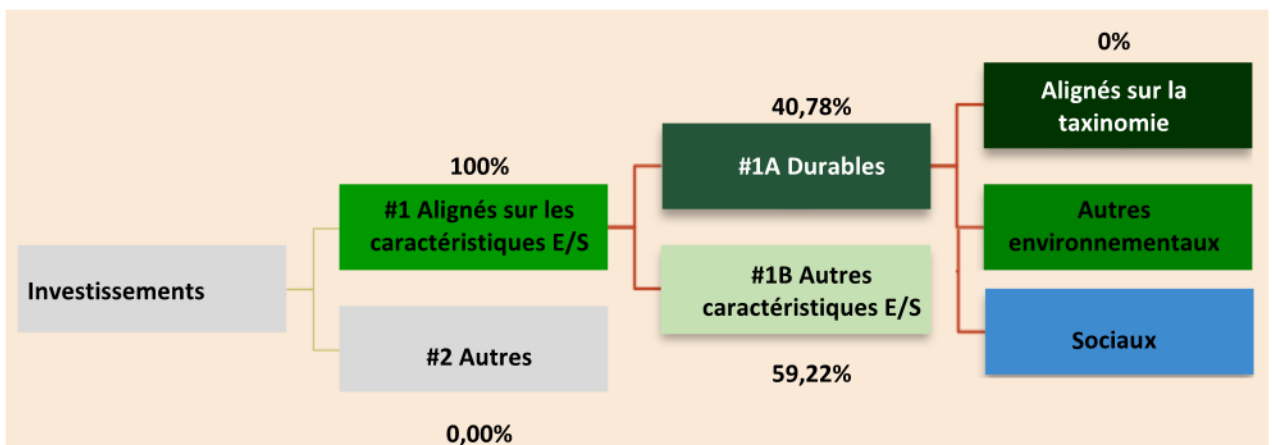 0%
Alignés sur la
taxinomie
40,78%
#1A Durables
100%
#1 Alignés sur les
caractéristiques E/S
Autres
environnementaux
Investissements
#1B Autres
caractéristiques E/S
Sociaux
#2 Autres
59,22%
0,00%